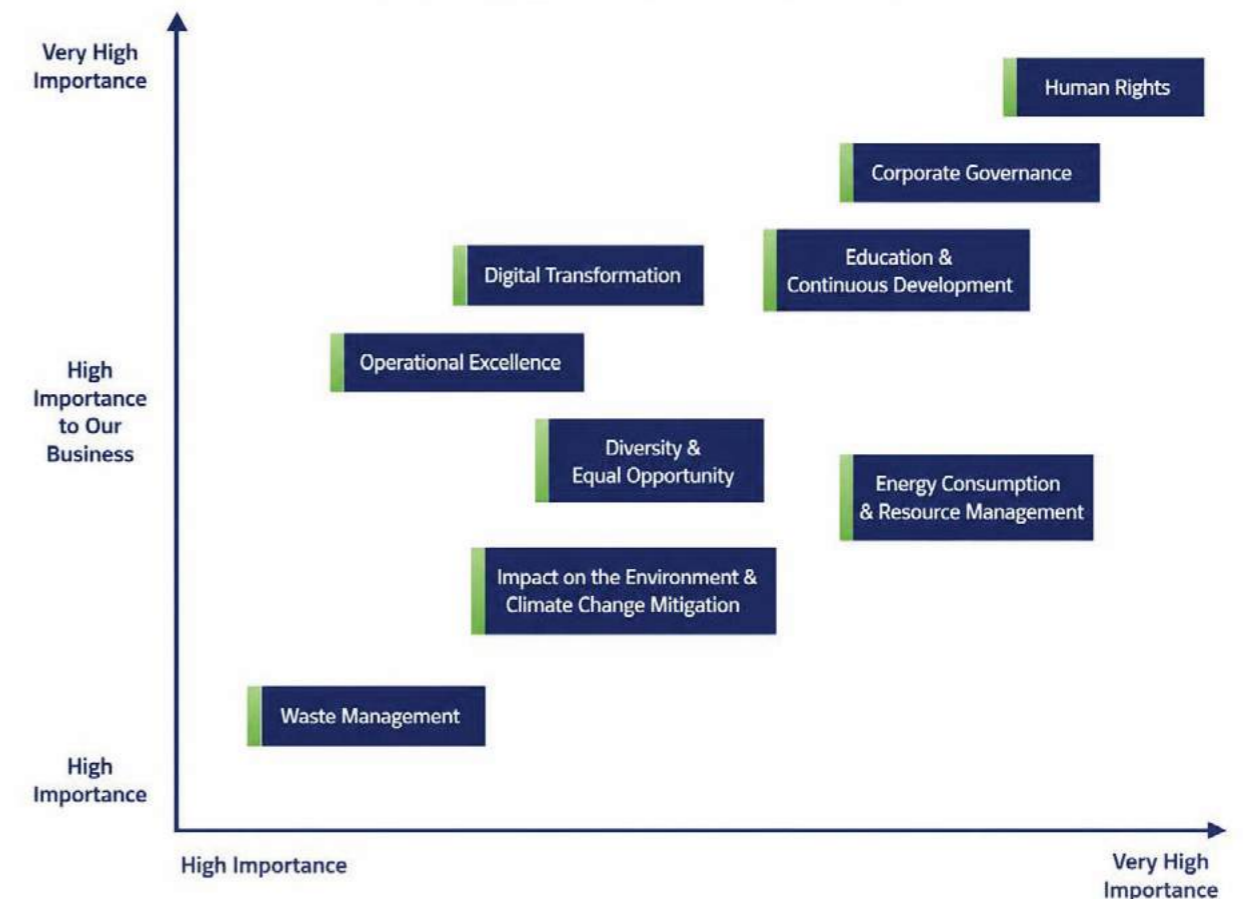 Very High
Importance
Human Rights
Corporate Governance
Education &
Continuous Development
Digital Transformation
Operational Excellence
High
Importance
to Our
Business
Diversity &
Equal Opportunity
Energy Consumption
& Resource Management
Impact on the Environment &
Climate Change Mitigation
Waste Management
High
Importance
High Importance
Very High
Importance